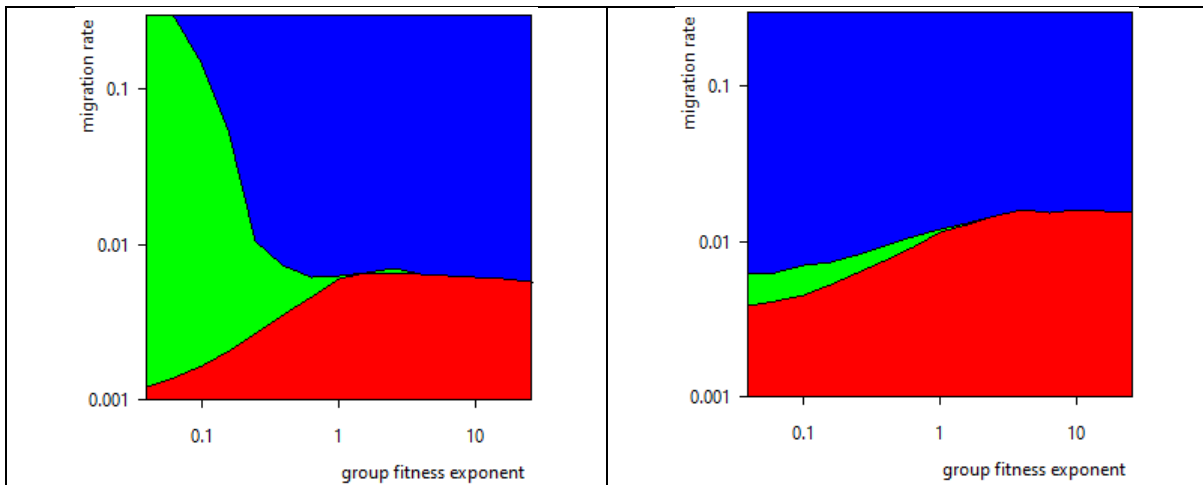 migration rate
0.1
0.01
0.001
0.1 1 10
group fitness exponent
migration rate
0.1
0.01
0.001
0.1 1 10
group fitness exponent